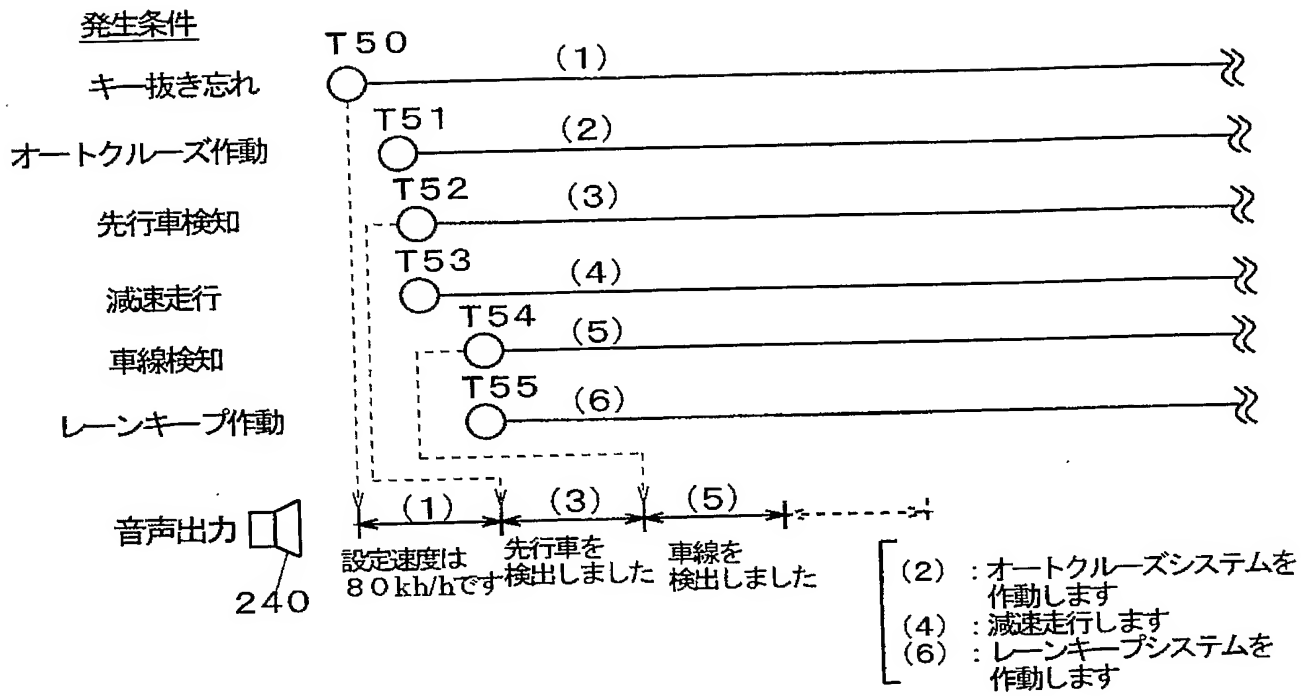 発生条件
T50
(1)
キー抜き忘れ
T51
(2)
オートクルーズ作動
T52
(3)
先行車検知
T53
(4)
減速走行
T54
(5)
車線検知
T55
(6)
レーンキープ作動
音声出力
240
(1)
(3)
(5)
設定速度は
80kh/hです
先行車を
検出しました
車線を
検出しました
(2) :オートクルーズシステムを
作動します
(4) :減速走行します
(6) :レーンキープシステムを
作動します